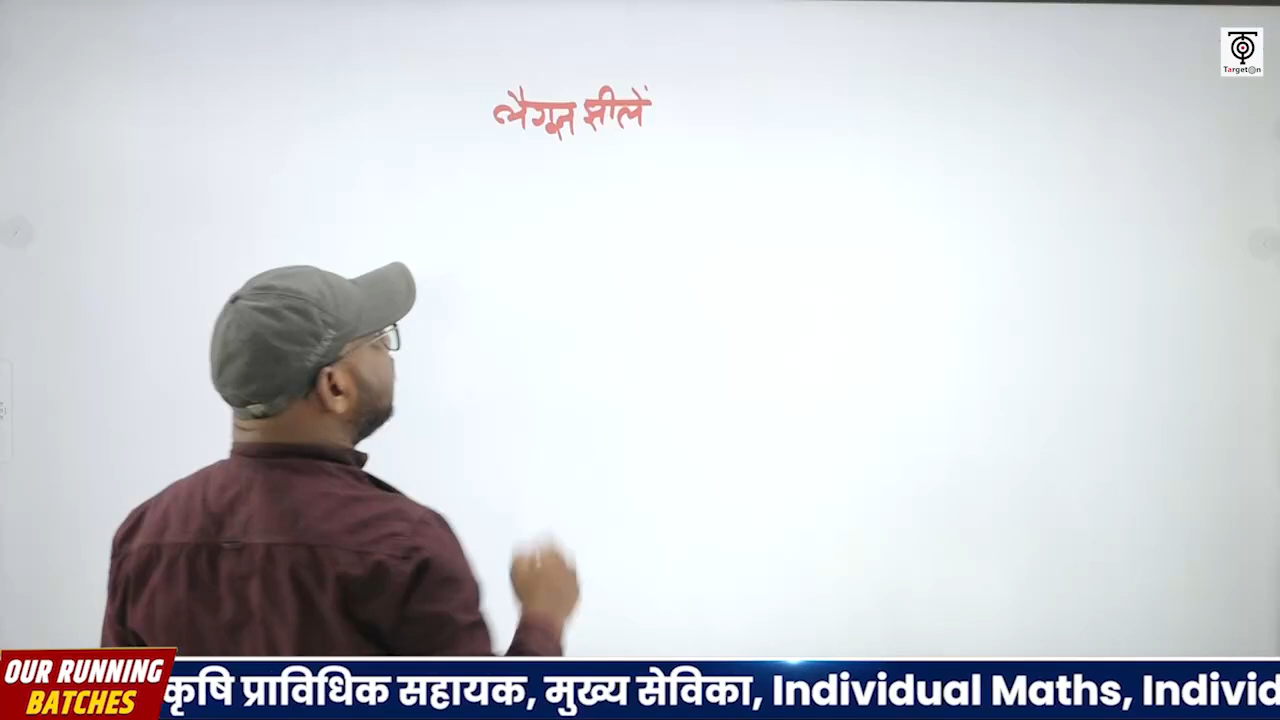 Target@n
लैगून झीलें
OUR RUNNING
BATCHES
कृषि प्राविधिक सहायक, मुख्य सेविका, Individual Maths, Individ